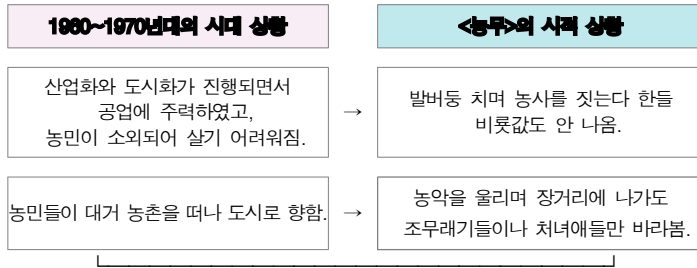 1960~1970년대의 시대 상황
<농무>의 시적 상황
산업화와 도시화가 진행되면서
공업에 주력하였고,
농민이 소외되어 살기 어려워짐.
→
발버둥 치며 농사를 짓는다 한들
비룟값도 안 나옴.
농민들이 대거 농촌을 떠나 도시로 향함.
→
농악을 울리며 장거리에 나가도
조무래기들이나 처녀애들만 바라봄.